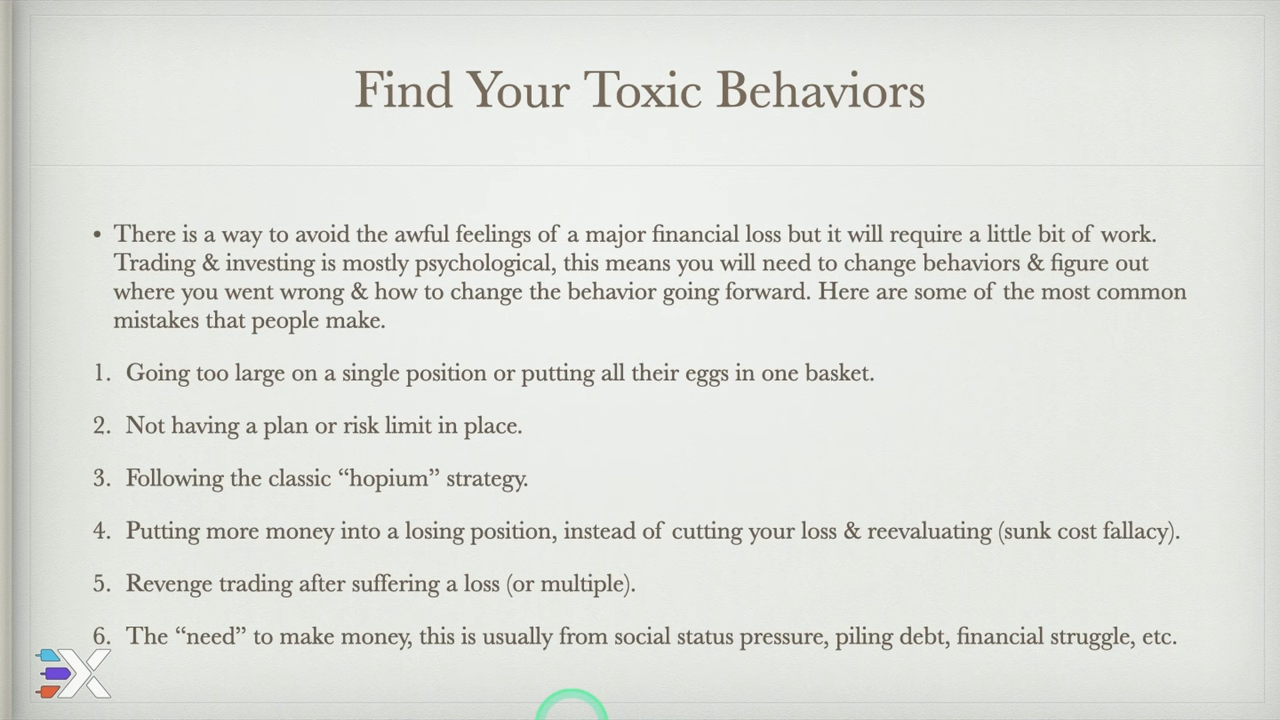 Find Your Toxic Behaviors
• There is a way to avoid the awful feelings of a major financial loss but it will require a little bit of work.
Trading & investing is mostly psychological, this means you will need to change behaviors & figure out
where you went wrong & how to change the behavior going forward. Here are some of the most common
mistakes that people make.
1. Going too large on a single position or putting all their eggs in one basket.
2. Not having a plan or risk limit in place.
3. Following the classic “hopium” strategy.
4. Putting more money into a losing position, instead of cutting your loss & reevaluating (sunk cost fallacy).
5. Revenge trading after suffering a loss (or multiple).
6. The “need” to make money, this is usually from social status pressure, piling debt, financial struggle, etc.
EX